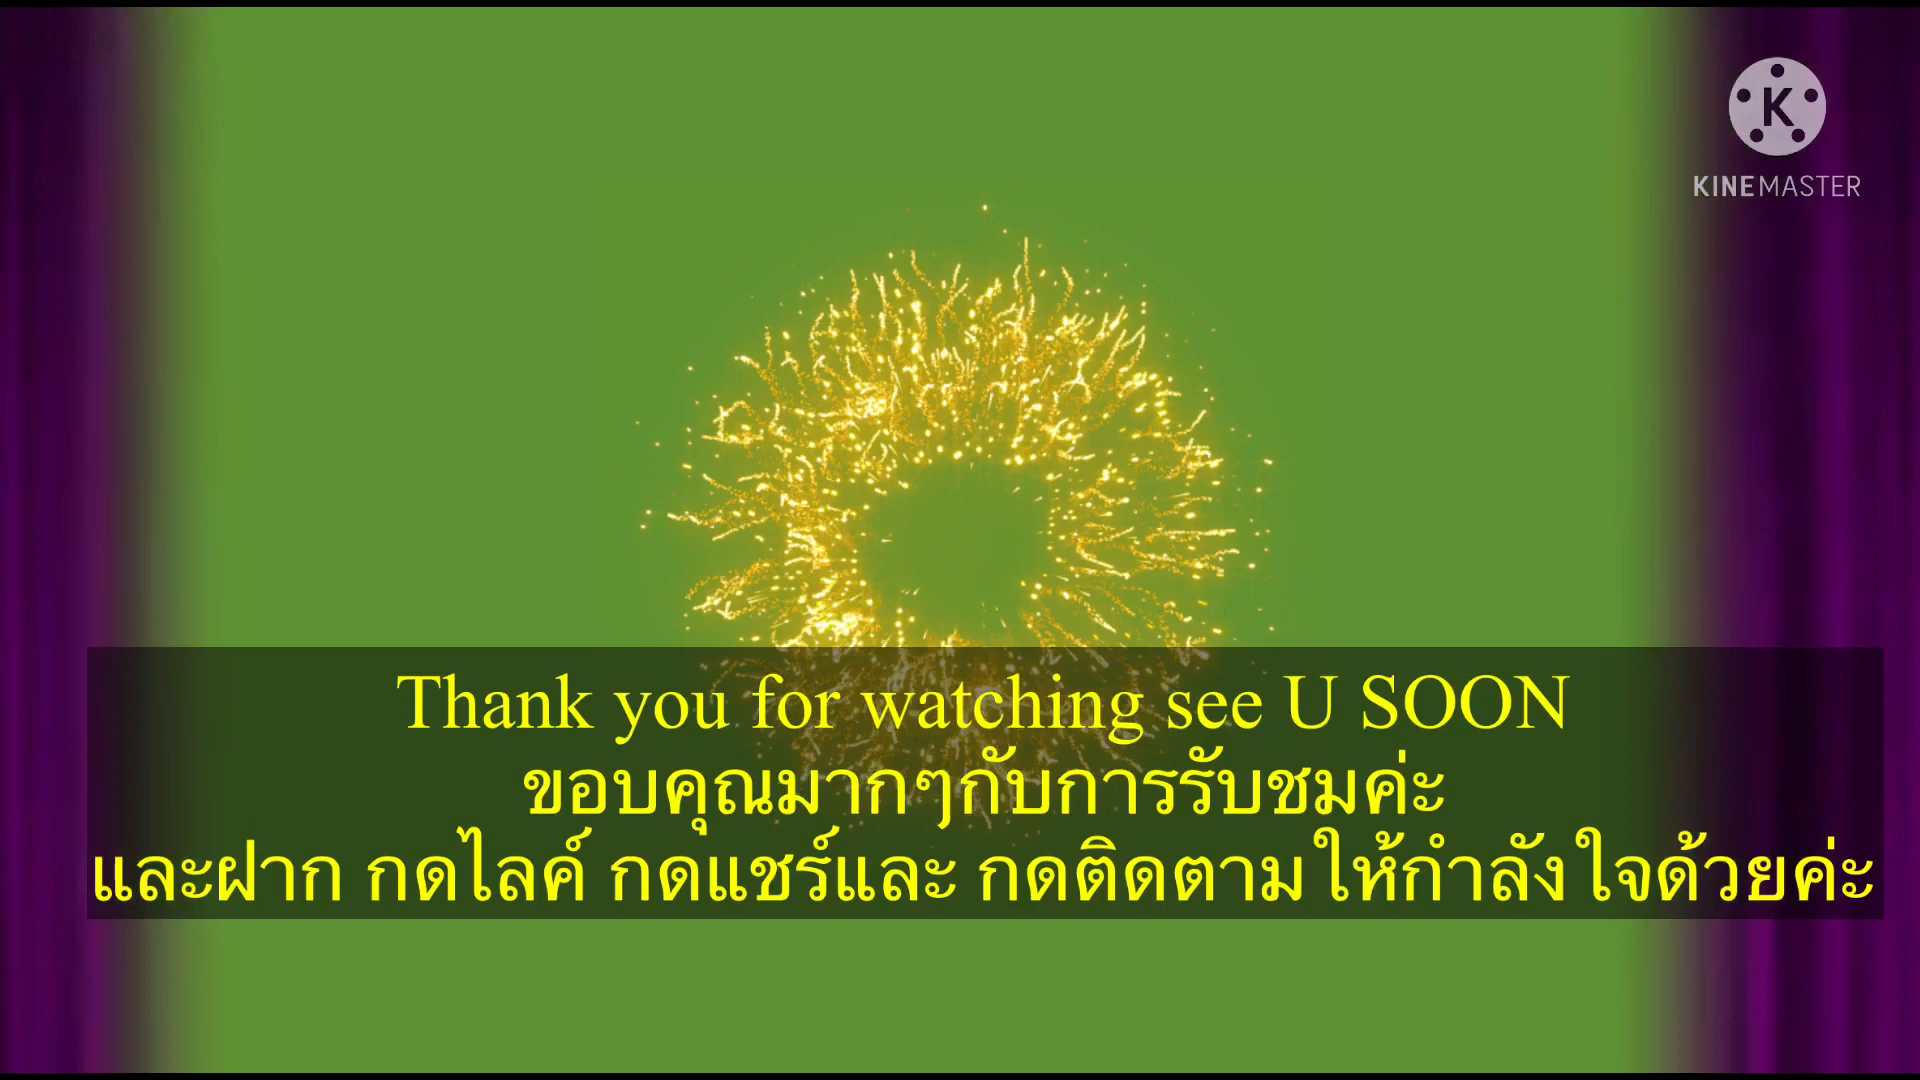 K
KINEMASTER
Thank you for watching see U SOON
ขอบคุณมากๆกับการรับชมค่ะ
และฝาก กดไลค์ กดแชร์และ กดติดตามให้กำลังใจด้วยค่ะ